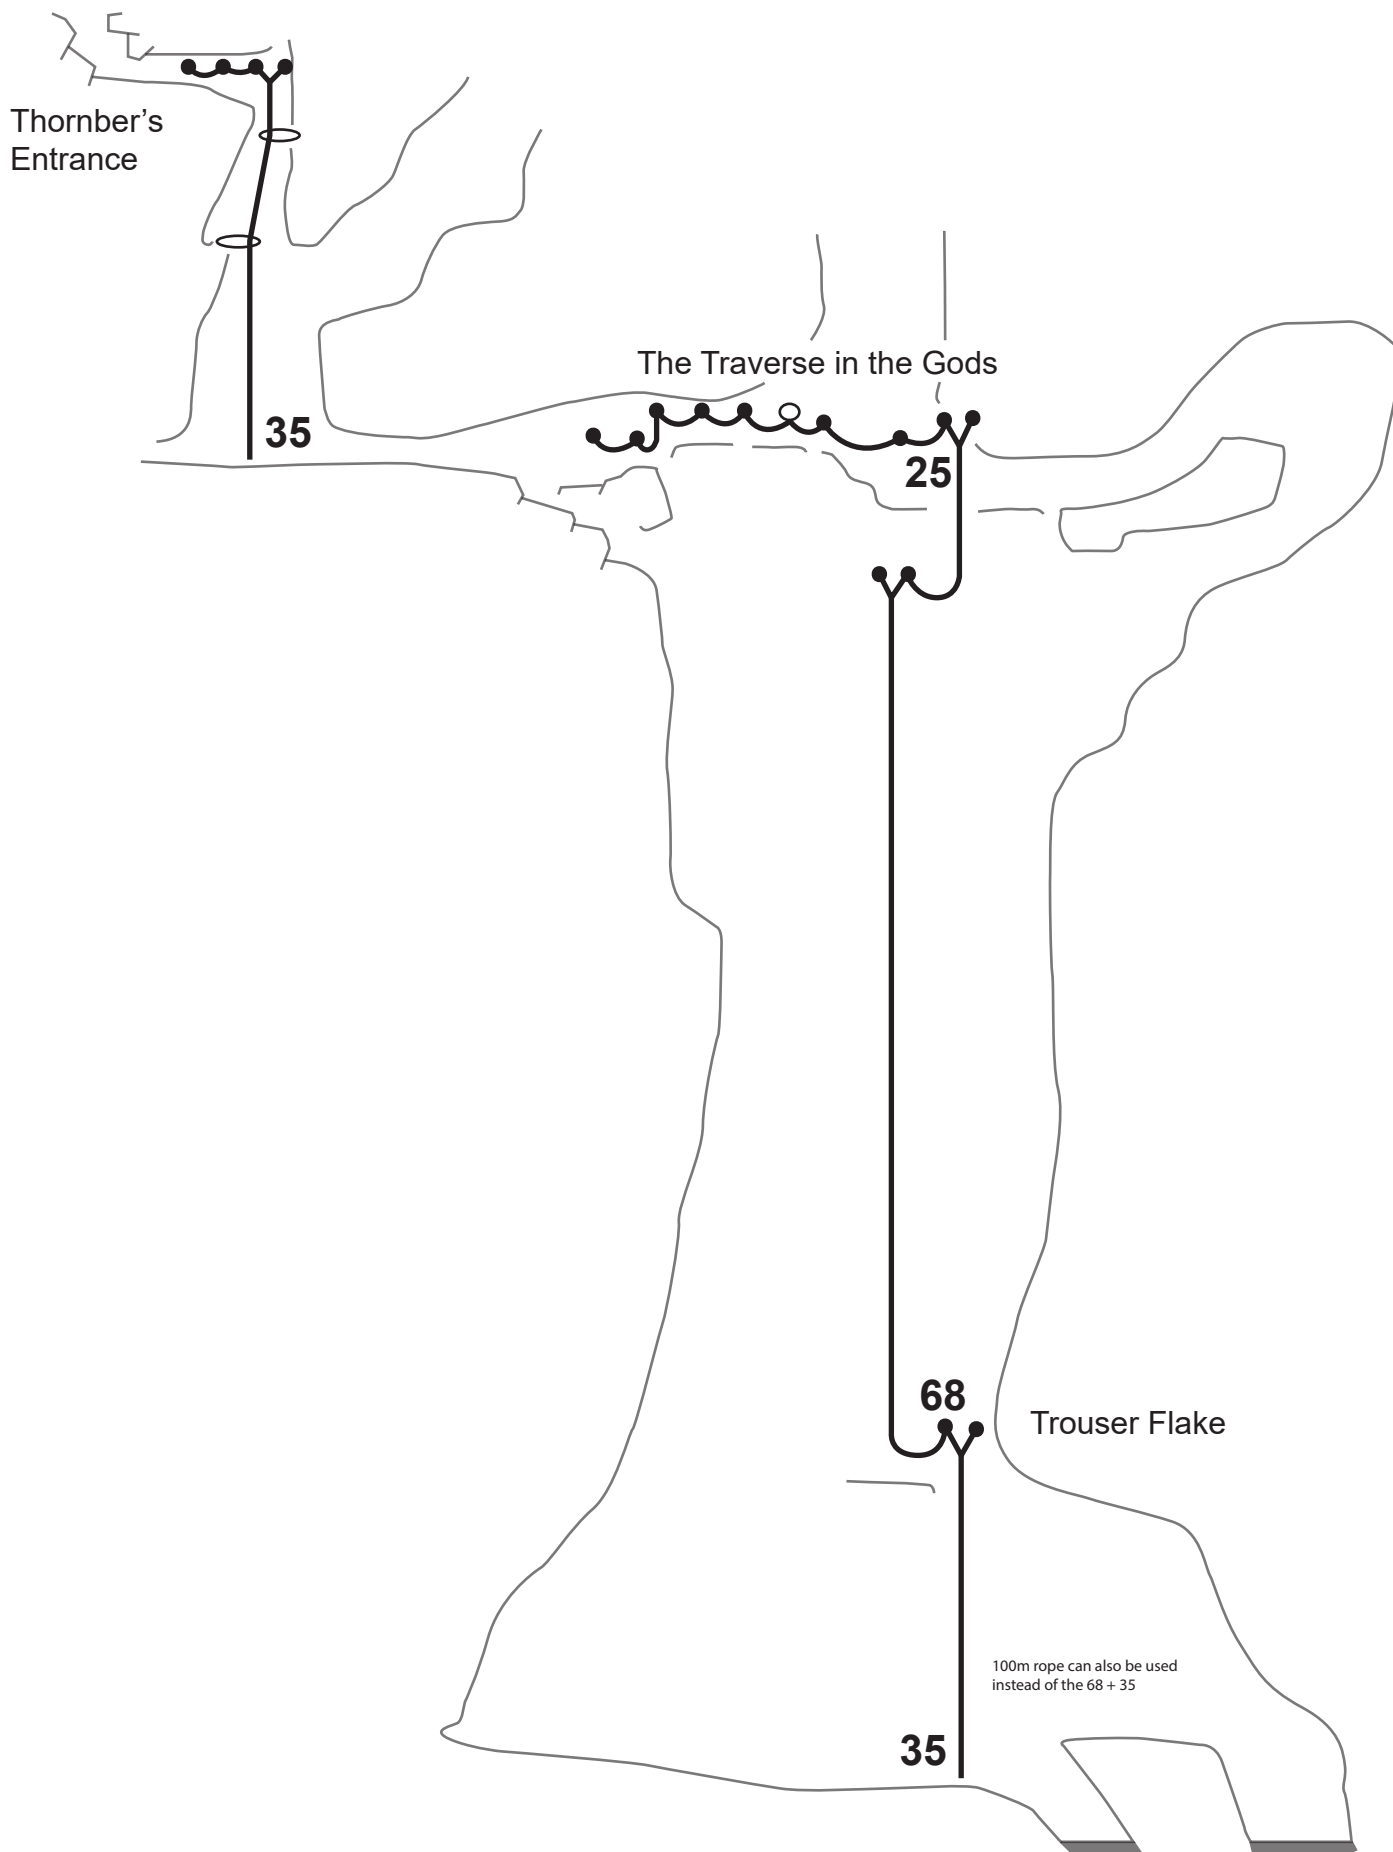 Thornber’s
Entrance
35
The Traverse in the Gods
25
68
Trouser Flake
100m rope can also be used
instead of the 68 + 35
35